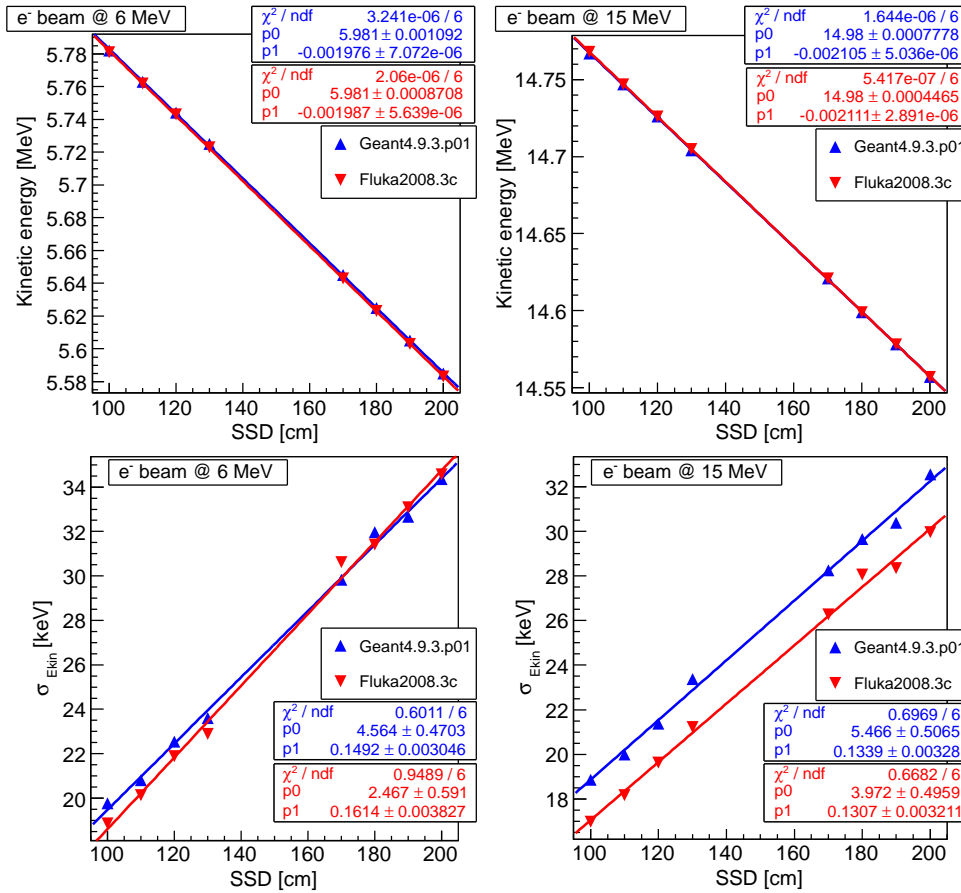 e- beam @ 6 MeV
χ2 / ndf 3.241e-06 / 6
p0 5.981 ± 0.001092
p1 -0.001976 ± 7.072e-06
χ2 / ndf 2.06e-06 / 6
p0 5.981 ± 0.0008708
p1 -0.001987 ± 5.639e-06
Geant4.9.3.p01
Fluka2008.3c
Kinetic energy [MeV]
5.78
5.76
5.74
5.72
5.7
5.68
5.66
5.64
5.62
5.6
5.58
100 120 140 160 180 200
SSD [cm]
e- beam @ 15 MeV
χ2 / ndf 1.644e-06 / 6
p0 14.98 ± 0.0007778
p1 -0.002105 ± 5.036e-06
χ2 / ndf 5.417e-07 / 6
p0 14.98 ± 0.0004465
p1 -0.002111 ± 2.891e-06
Geant4.9.3.p01
Fluka2008.3c
Kinetic energy [MeV]
14.75
14.7
14.65
14.6
14.55
100 120 140 160 180 200
SSD [cm]
e- beam @ 6 MeV
σ Ekin [keV]
34
32
30
28
26
24
22
20
Geant4.9.3.p01
Fluka2008.3c
χ2 / ndf 0.6011 / 6
p0 4.564 ± 0.4703
p1 0.1492 ± 0.003046
χ2 / ndf 0.9489 / 6
p0 2.467 ± 0.591
p1 0.1614 ± 0.003827
100 120 140 160 180 200
SSD [cm]
e- beam @ 15 MeV
σ Ekin [keV]
34
32
30
28
26
24
22
20
18
Geant4.9.3.p01
Fluka2008.3c
χ2 / ndf 0.6969 / 6
p0 5.466 ± 0.5065
p1 0.1339 ± 0.00328
χ2 / ndf 0.6682 / 6
p0 3.972 ± 0.4959
p1 0.1307 ± 0.003211
100 120 140 160 180 200
SSD [cm]